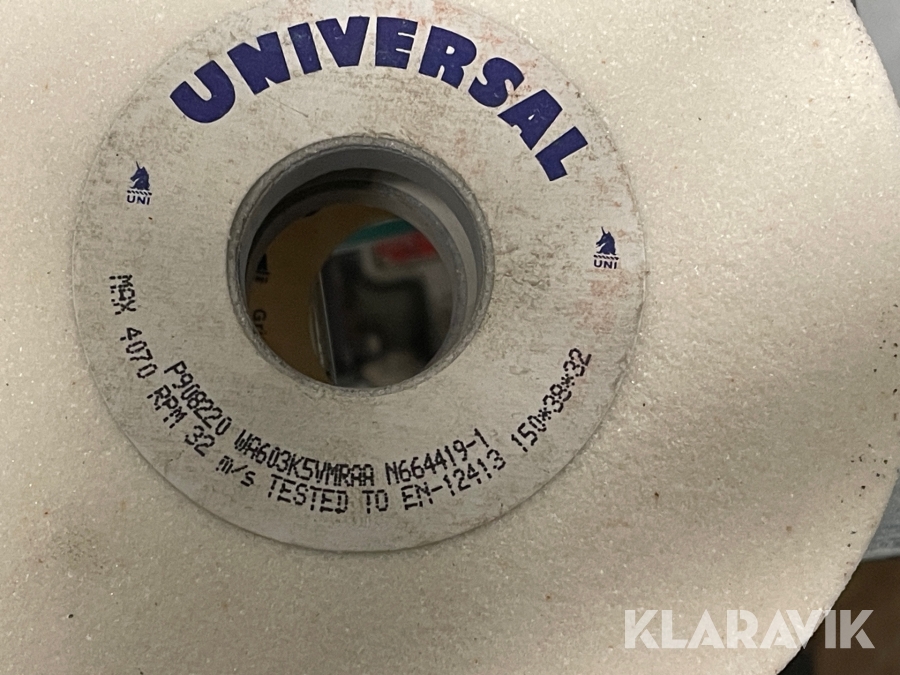 UNIVERSAL
UNI
UNI
P908220 WA603K5VMRAA N664419-1
MAX 4070 RPM 32 m/s TESTED TO EN-12413 150*38*32
KLARAVIK